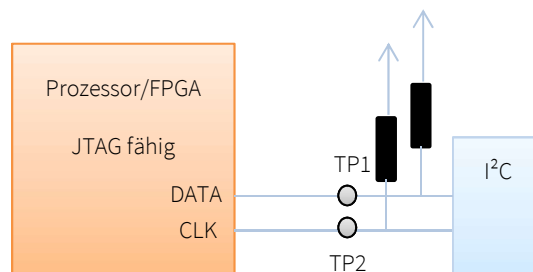 Prozessor/FPGA
JTAG fähig
TP1
I²C
DATA
CLK
TP2